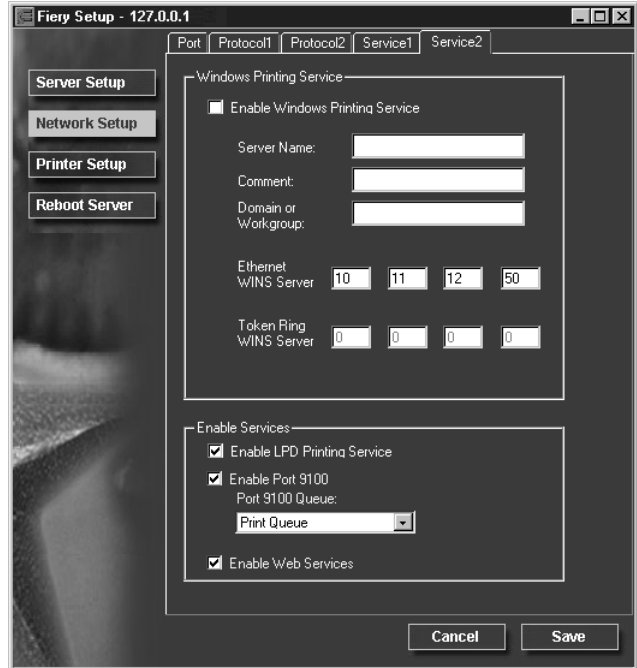 Fiery Setup - 127.0.0.1
Port Protocol1 Protocol2 Service1 Service2
Server Setup
Network Setup
Printer Setup
Reboot Server
Windows Printing Service
Enable Windows Printing Service
Server Name:
Comment:
Domain or
Workgroup:
Ethernet
WINS Server 10 11 12 50
Token Ring
WINS Server 0 0 0 0
Enable Services
Enable LPD Printing Service
Enable Port 9100
Port 9100 Queue:
Print Queue
Enable Web Services
Cancel Save